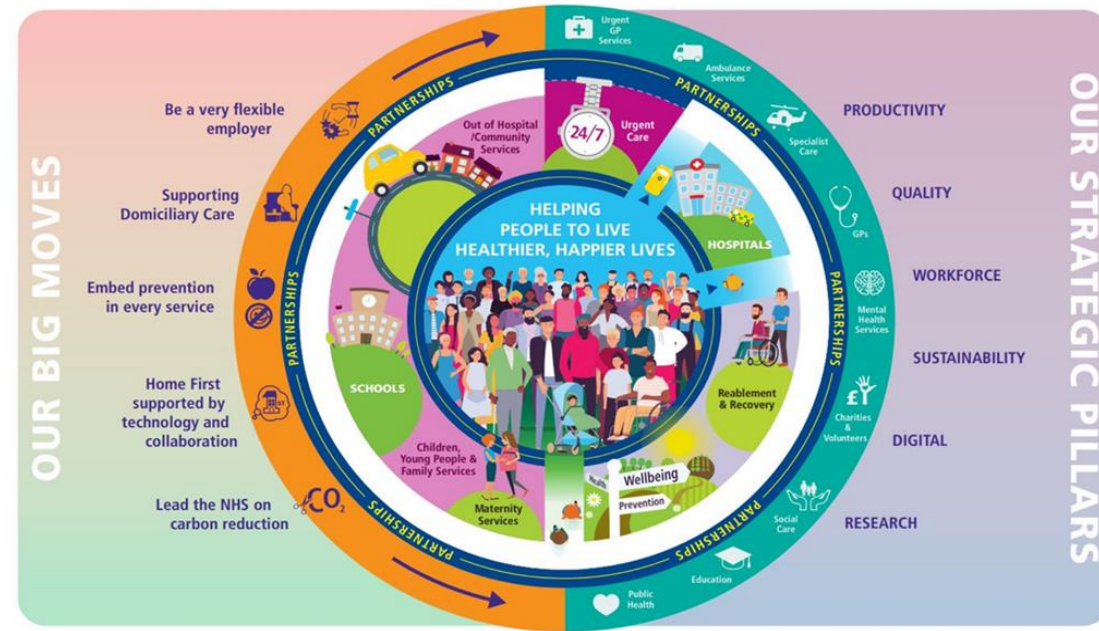 OUR BIG MOVES
Be a very flexible
employer
Supporting
Domiciliary Care
Embed prevention
in every service
Home First
supported by
technology and
collaboration
Lead the NHS on
carbon reduction
CO2
PARTNERSHIPS
PARTNERSHIPS
PARTNERSHIPS
PARTNERSHIPS
PARTNERSHIPS
PARTNERSHIPS
Out of Hospital
/Community
Services
24/7
Urgent
Care
HOSPITALS
HELPING
PEOPLE TO LIVE
HEALTHIER, HAPPIER LIVES
SCHOOLS
Children,
Young People &
Family Services
Maternity
Services
Health
Wellbeing
Prevention
Reablement
& Recovery
Urgent
GP
Services
Ambulance
Services
Specialist
Care
GPs
Mental
Health
Services
£
Charities
&
Volunteers
Social
Care
Education
Public
Health
PRODUCTIVITY
QUALITY
WORKFORCE
SUSTAINABILITY
DIGITAL
RESEARCH
OUR STRATEGIC PILLARS